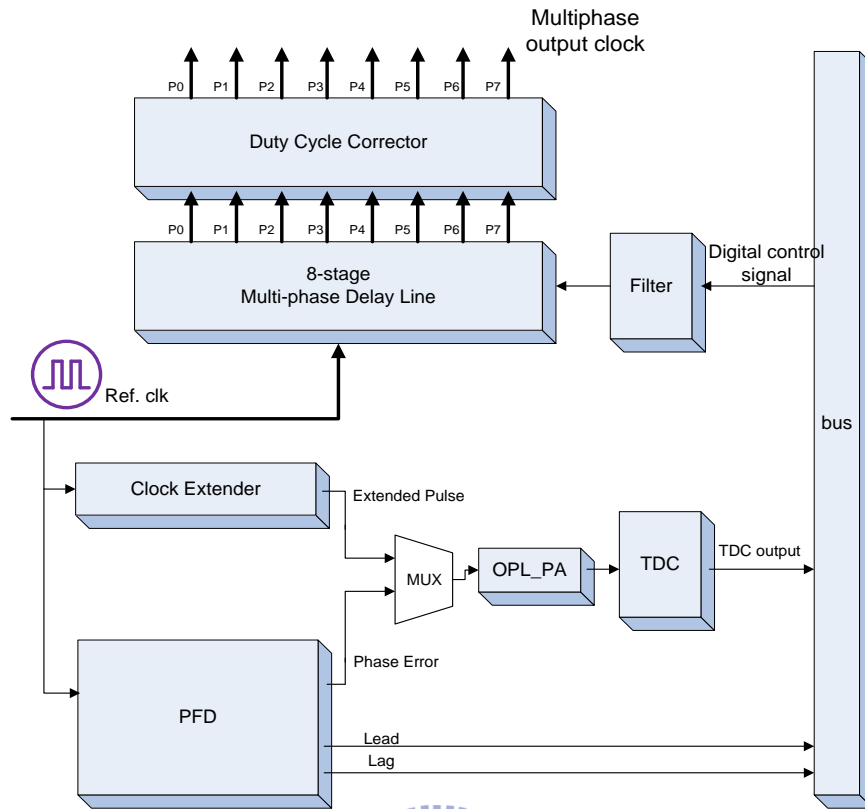 Multiphase
output clock
P0 P1 P2 P3 P4 P5 P6 P7
Duty Cycle Corrector
P0 P1 P2 P3 P4 P5 P6 P7
8-stage
Multi-phase Delay Line
Filter
Digital control
signal
Ref. clk
bus
Clock Extender
Extended Pulse
MUX
OPL_PA
TDC
TDC output
Phase Error
PFD
Lead
Lag